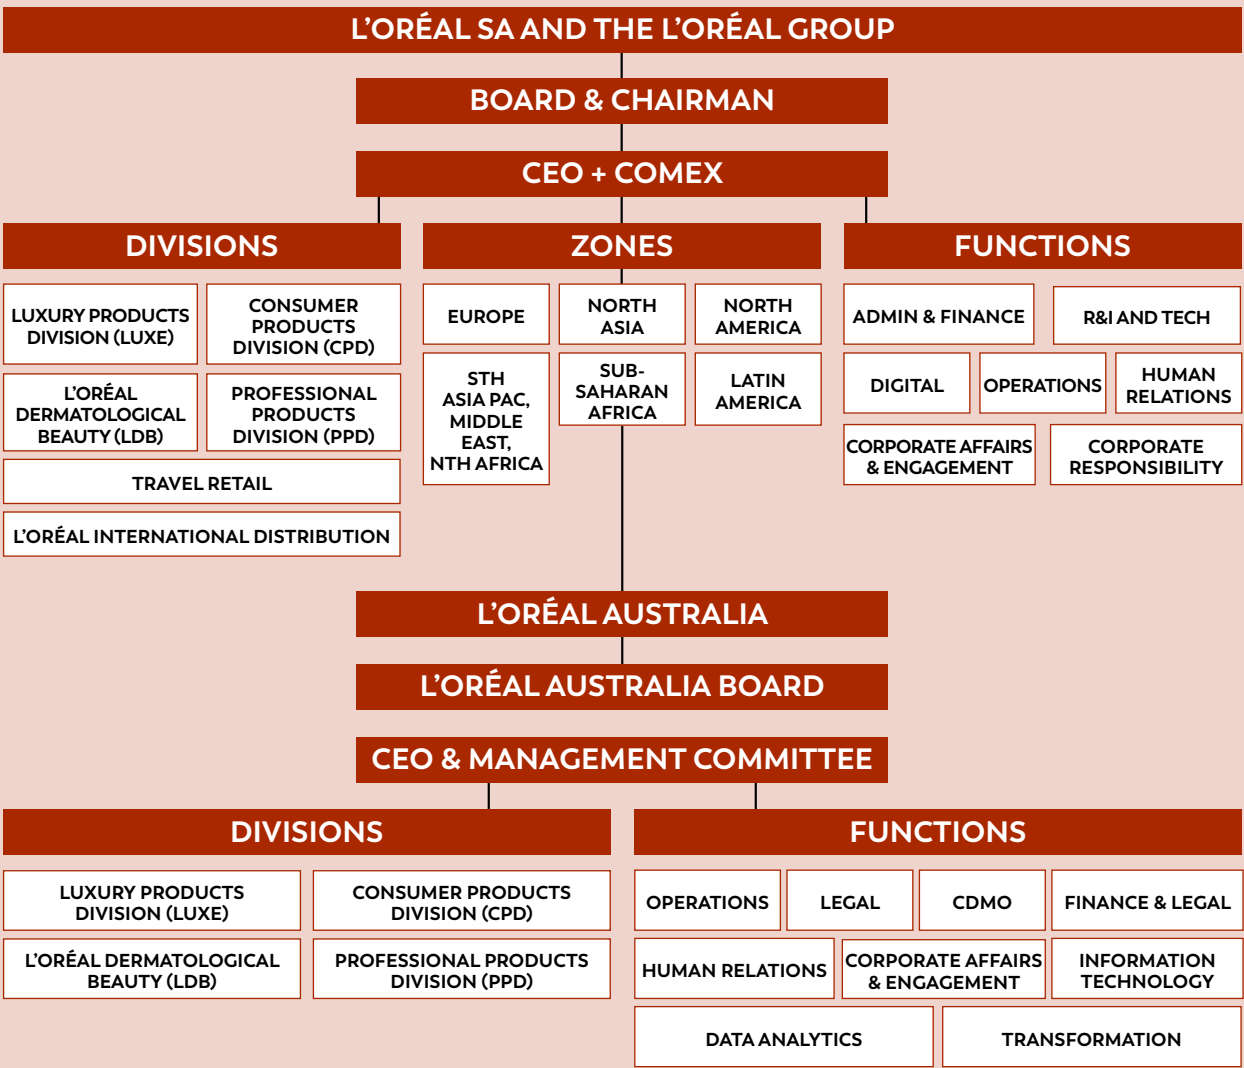 L'ORÉAL SA AND THE L'ORÉAL GROUP
BOARD & CHAIRMAN
CEO + COMEX
DIVISIONS
LUXURY PRODUCTS
DIVISION (LUXE)
CONSUMER
PRODUCTS
DIVISION (CPD)
L'ORÉAL
DERMATOLOGICAL
BEAUTY (LDB)
PROFESSIONAL
PRODUCTS
DIVISION (PPD)
TRAVEL RETAIL
L'ORÉAL INTERNATIONAL DISTRIBUTION
ZONES
EUROPE
NORTH
ASIA
NORTH
AMERICA
STH
ASIA PAC,
MIDDLE
EAST,
NTH AFRICA
SUB-
SAHARAN
AFRICA
LATIN
AMERICA
FUNCTIONS
ADMIN & FINANCE
R&I AND TECH
DIGITAL
OPERATIONS
HUMAN
RELATIONS
CORPORATE AFFAIRS
& ENGAGEMENT
CORPORATE
RESPONSIBILITY
L'ORÉAL AUSTRALIA
L'ORÉAL AUSTRALIA BOARD
CEO & MANAGEMENT COMMITTEE
DIVISIONS
LUXURY PRODUCTS
DIVISION (LUXE)
CONSUMER PRODUCTS
DIVISION (CPD)
L'ORÉAL DERMATOLOGICAL
BEAUTY (LDB)
PROFESSIONAL PRODUCTS
DIVISION (PPD)
FUNCTIONS
OPERATIONS
LEGAL
CDMO
FINANCE & LEGAL
HUMAN RELATIONS
CORPORATE AFFAIRS
& ENGAGEMENT
INFORMATION
TECHNOLOGY
DATA ANALYTICS
TRANSFORMATION